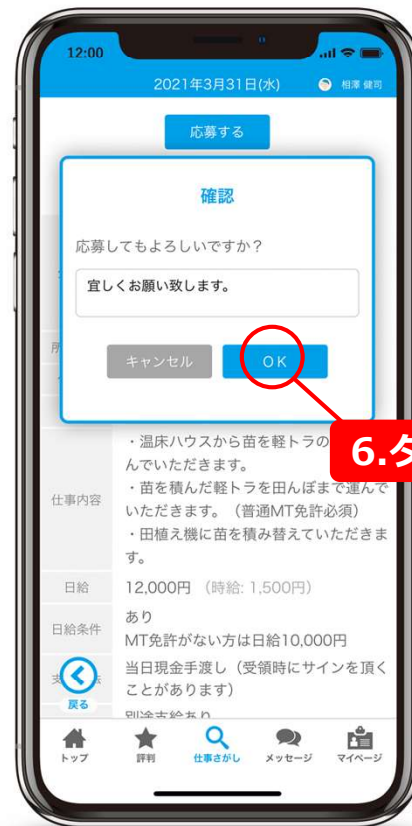 12:00
2021年3月31日(水)
相澤 健司
応募する
確認
応募してもよろしいですか？
宜しくお願い致します。
キャンセル
OK
6.タ
・温床ハウスから苗を軽トラの
んでいただきます。
・苗を積んだ軽トラを田んぼまで運んで
いただきます。（普通MT免許必須）
・田植え機に苗を積み替えていただきま
す。
仕事内容
日給
12,000円 （時給: 1,500円）
日給条件
あり
MT免許がない方は日給10,000円
当日現金手渡し（受領時にサインを頂く
ことがあります）
戻る
別途支給あり
トップ
評判
仕事さがし
メッセージ
マイページ